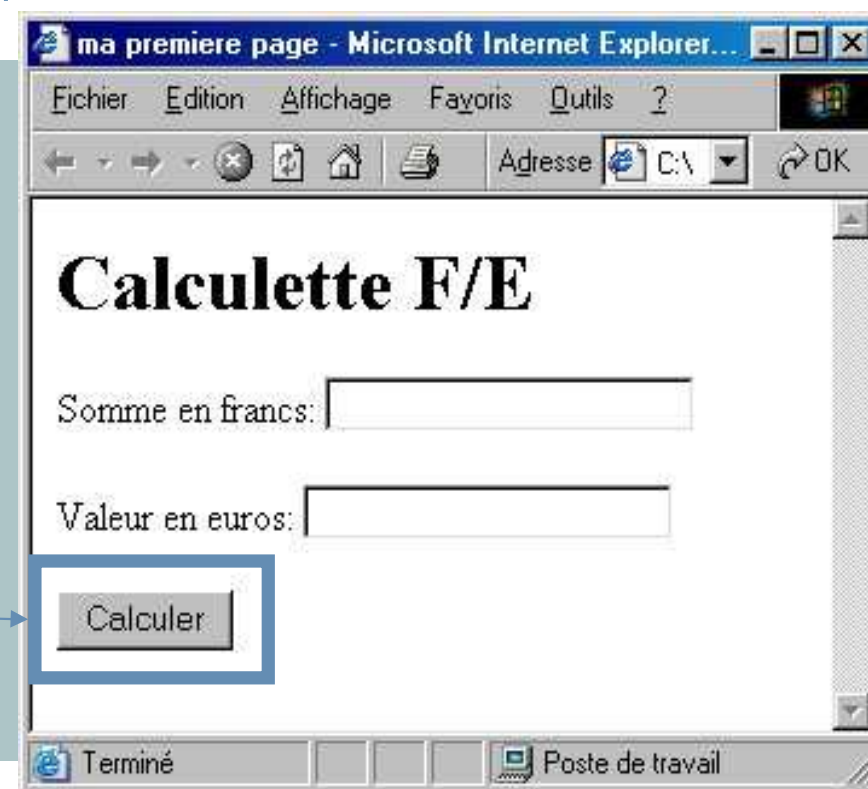 ma premiere page - Microsoft Internet Explorer...
Fichier Edition Affichage Favoris Outils ?
Adresse C:\ OK
Calculette F/E
Somme en francs:
Valeur en euros:
Calculer
Terminé Poste de travail